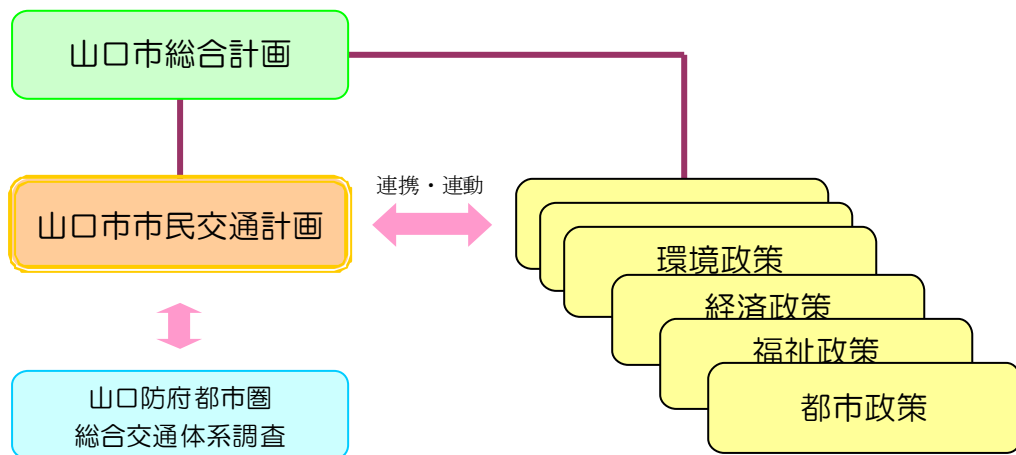 山口市総合計画
山口市市民交通計画
連携・連動
環境政策
経済政策
福祉政策
都市政策
山口防府都市圏
総合交通体系調査